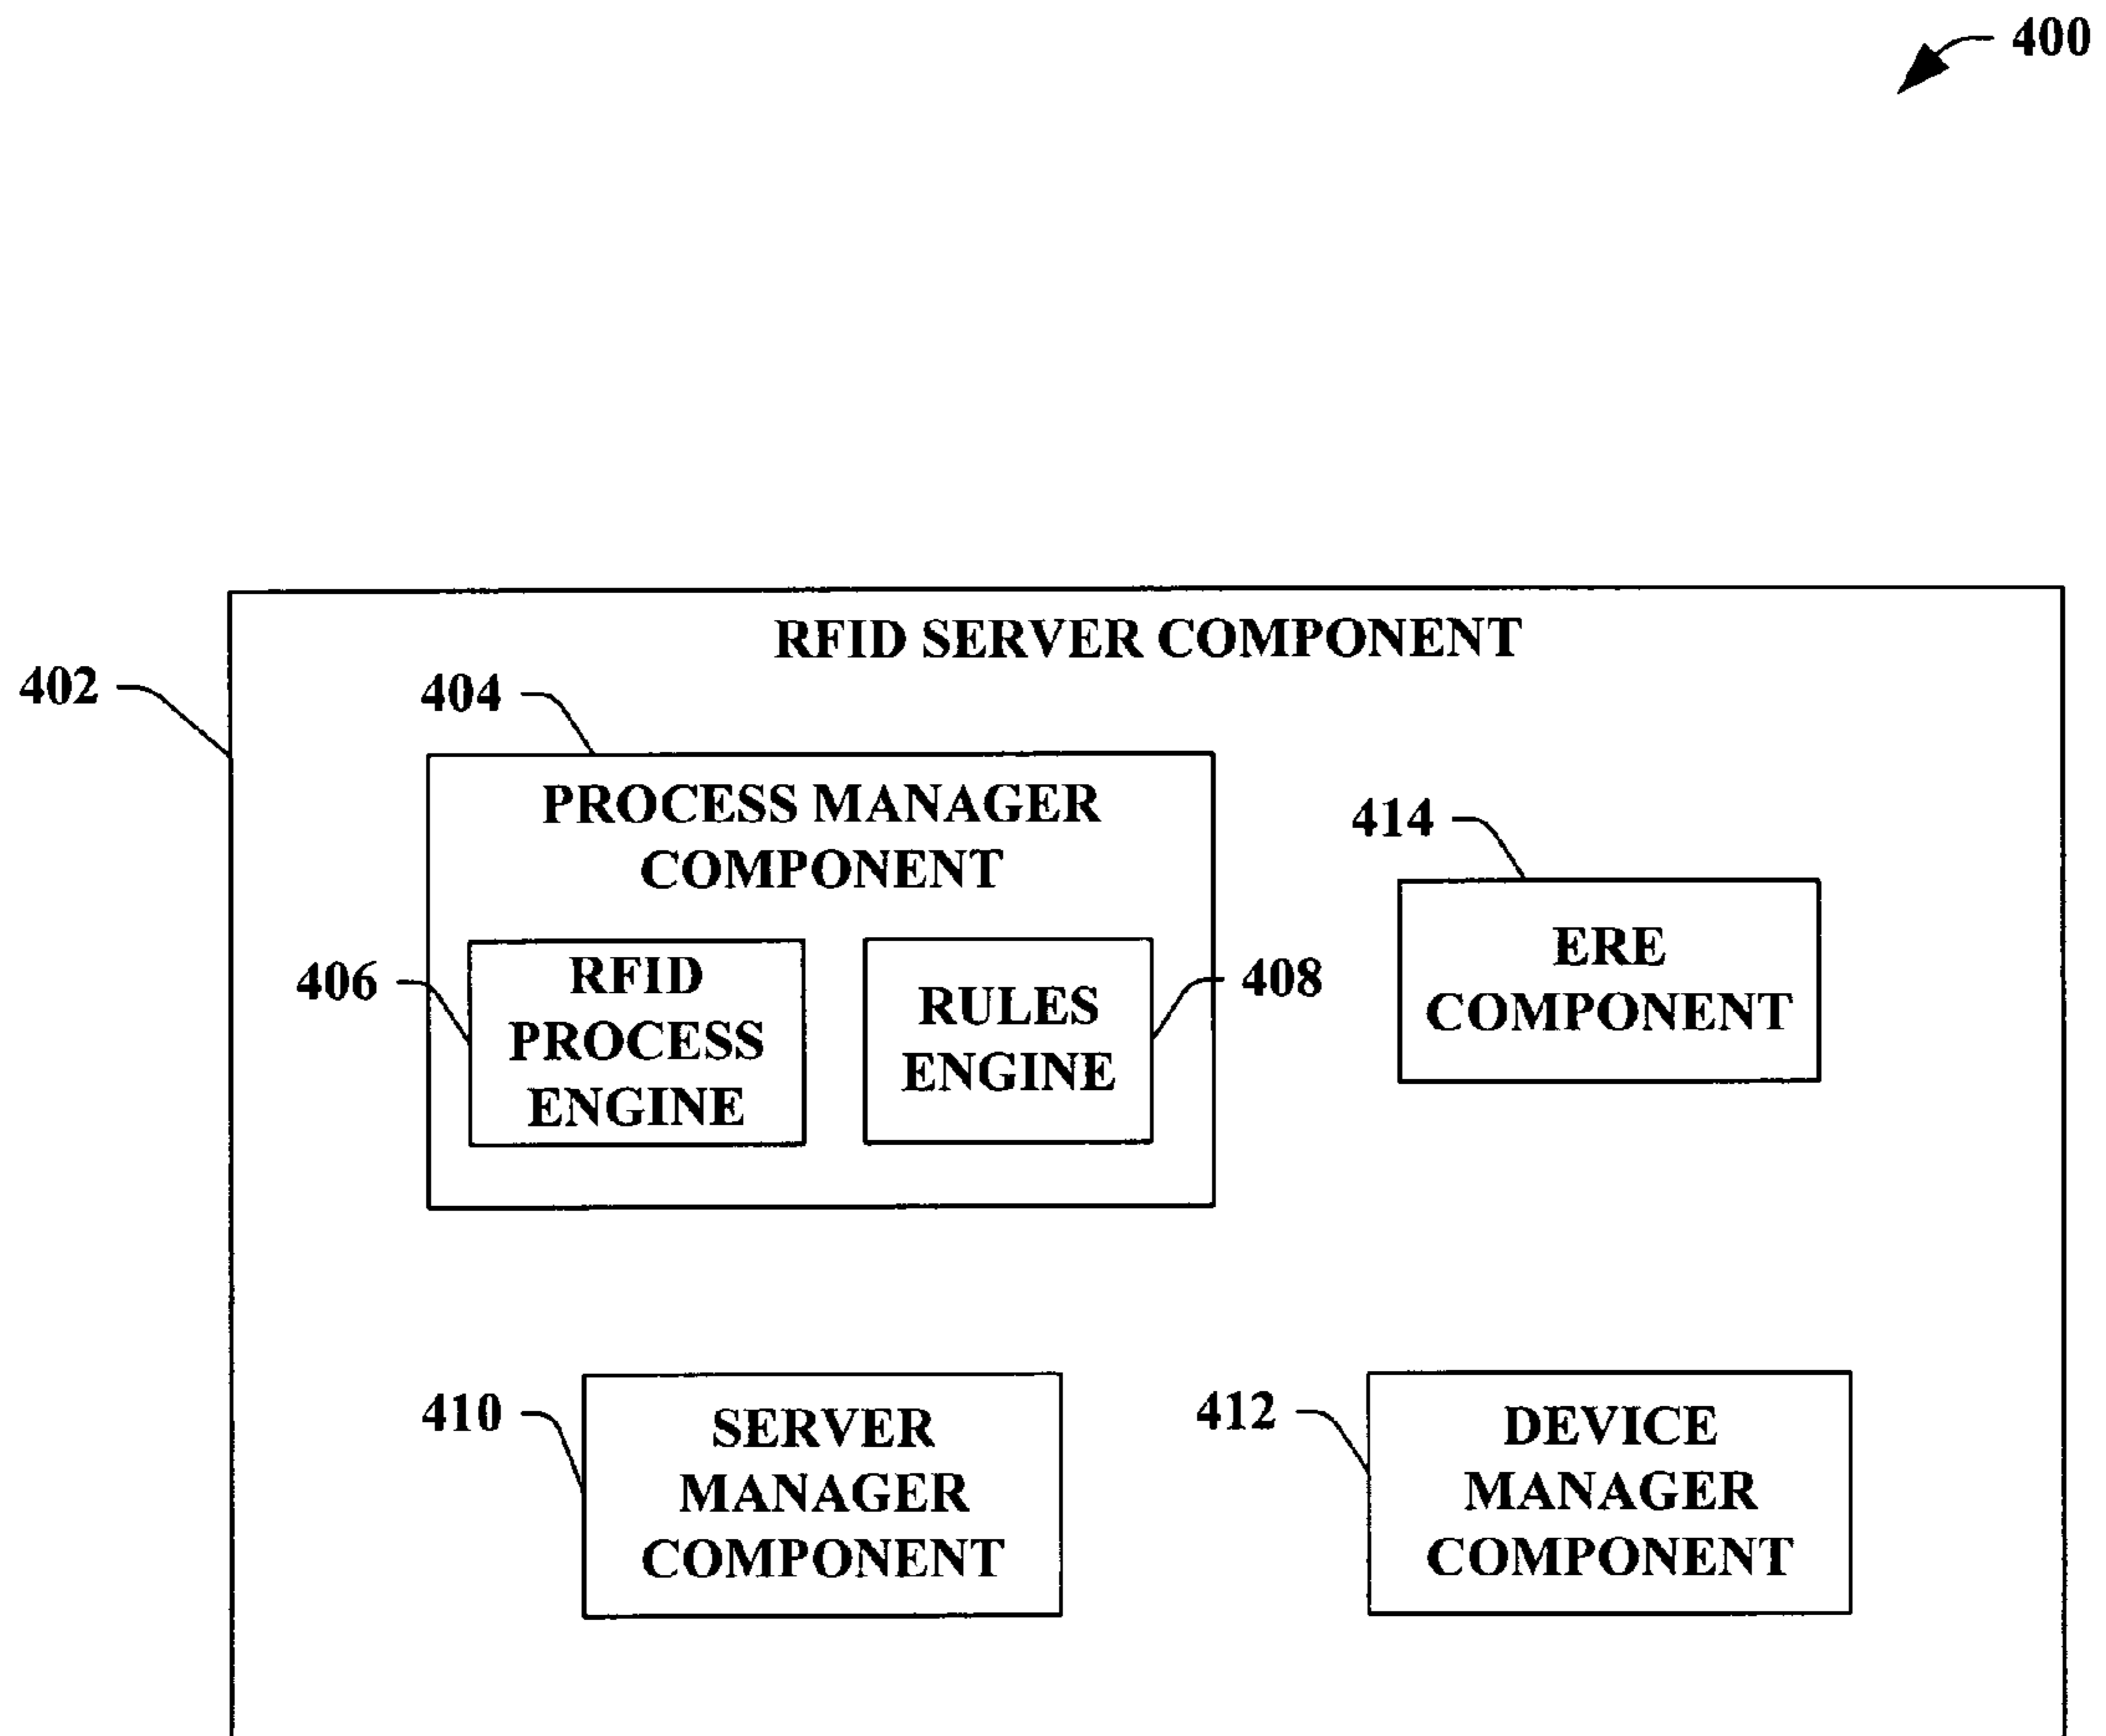 400
RFID SERVER COMPONENT
402
404
PROCESS MANAGER
COMPONENT
414
ERE
COMPONENT
406
RFID
PROCESS
ENGINE
RULES
ENGINE
408
410
SERVER
MANAGER
COMPONENT
412
DEVICE
MANAGER
COMPONENT